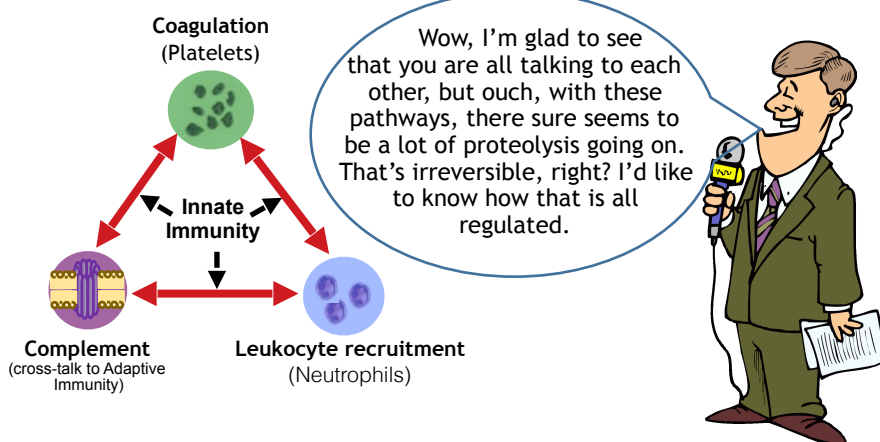 Coagulation
(Platelets)
Innate
Immunity
Complement
(cross-talk to Adaptive
Immunity)
Leukocyte recruitment
(Neutrophils)
Wow, I’m glad to see
that you are all talking to each
other, but ouch, with these
pathways, there sure seems to
be a lot of proteolysis going on.
That’s irreversible, right? I’d like
to know how that is all
regulated.